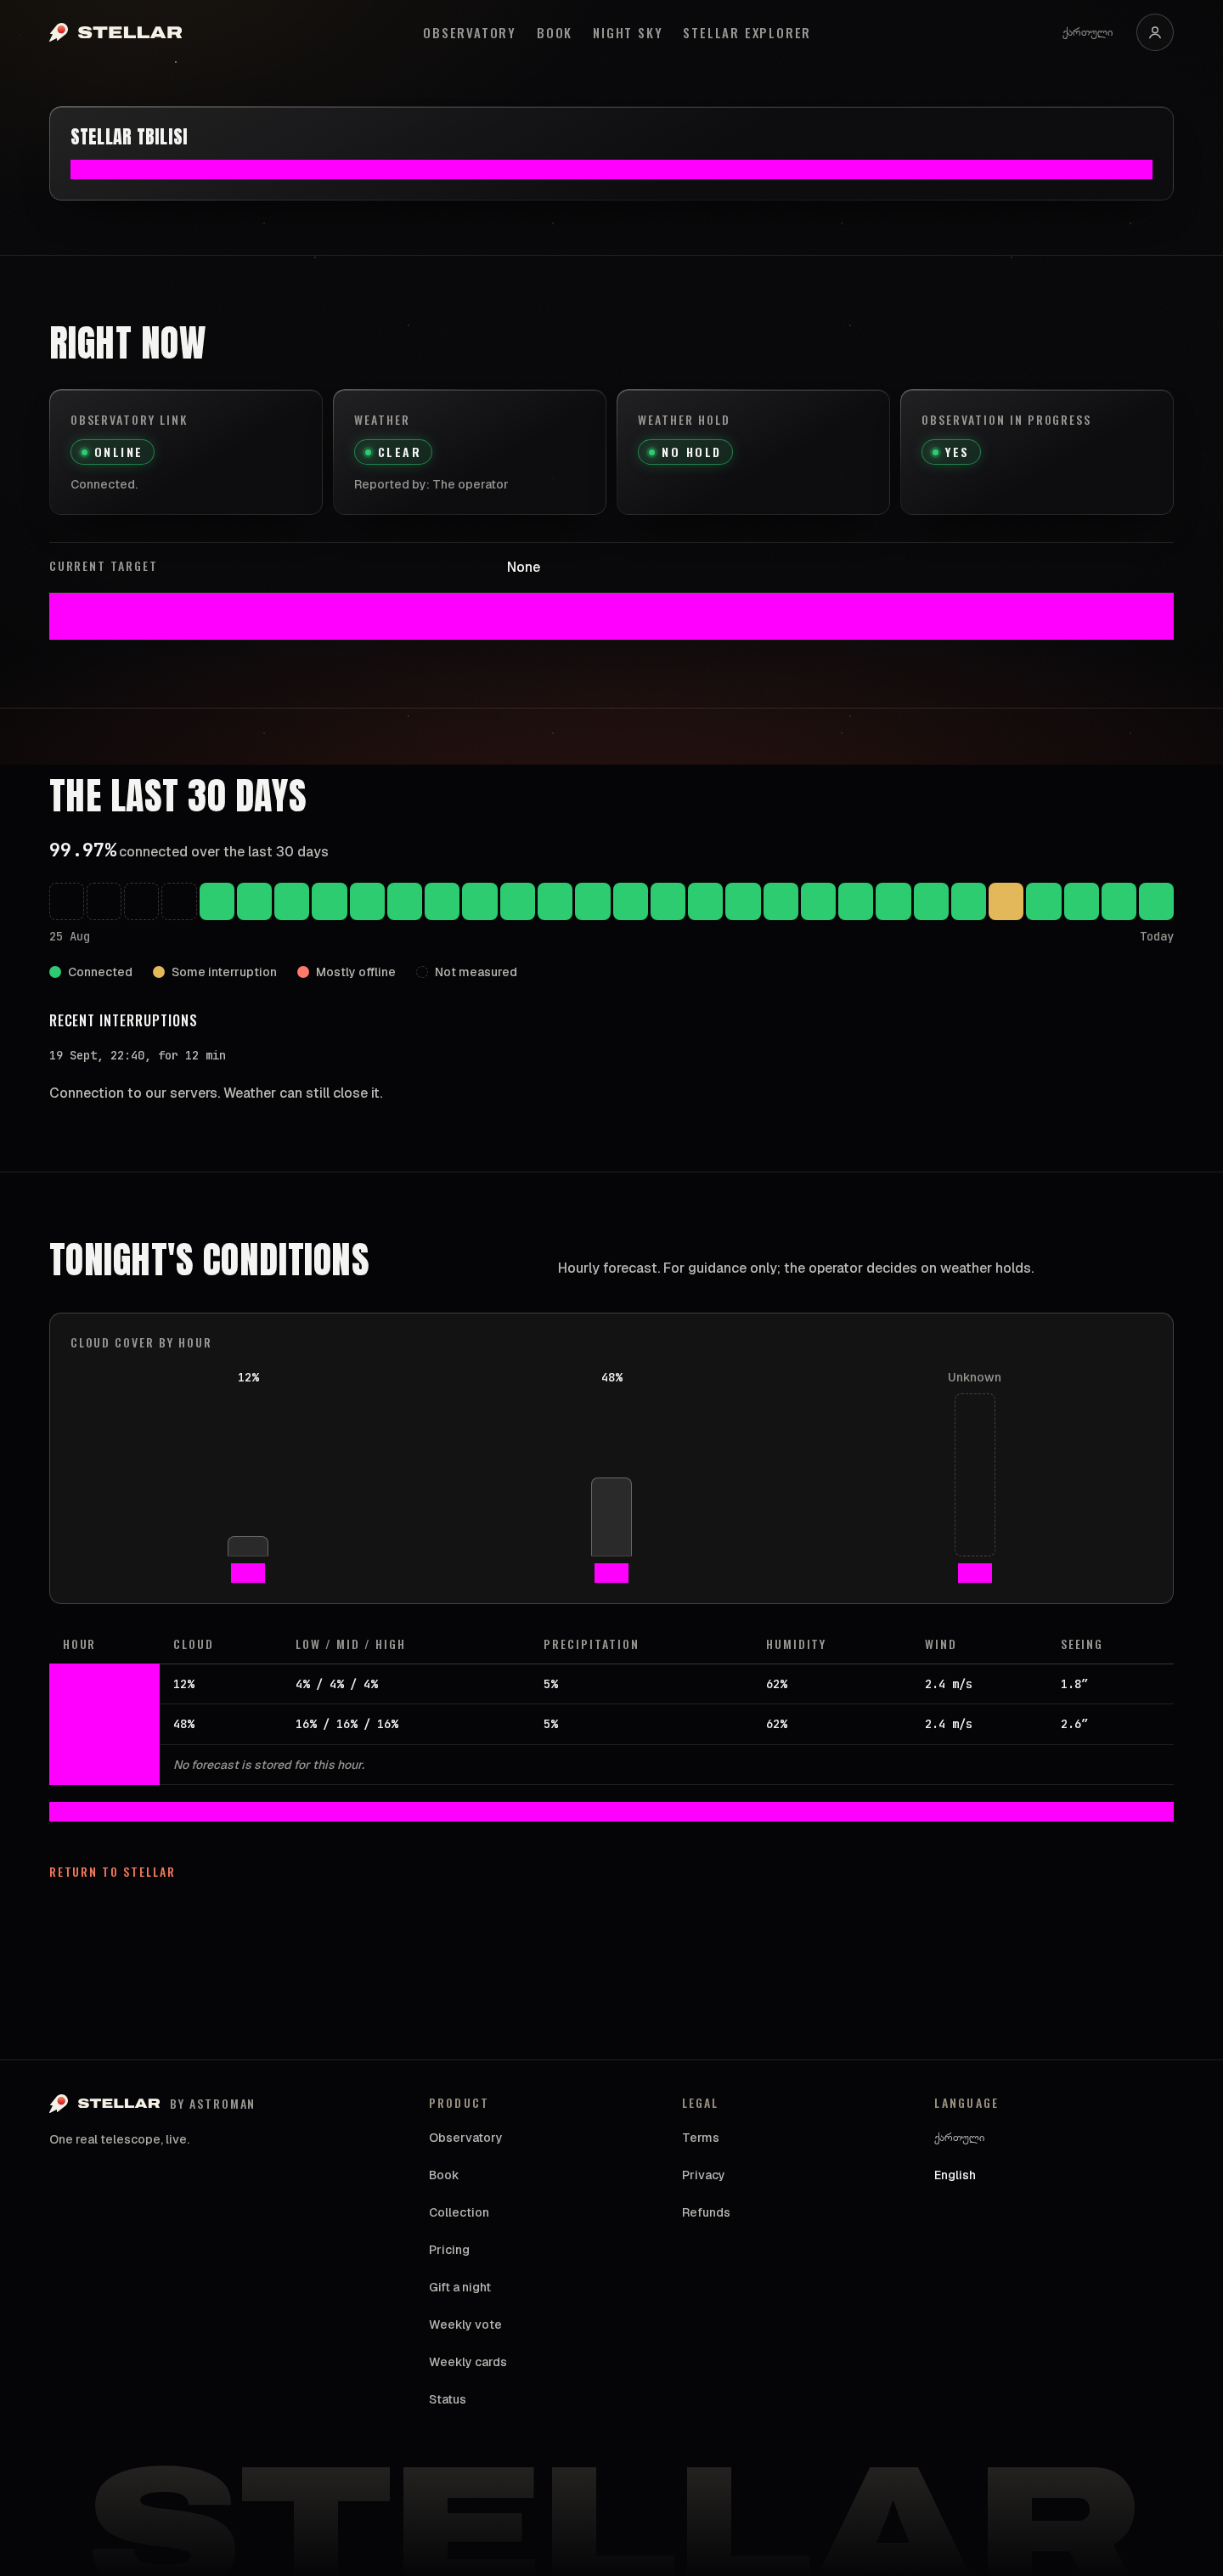 STELLAR
OBSERVATORY BOOK NIGHT SKY STELLAR EXPLORER
ქართული
STELLAR TBILISI
RIGHT NOW
OBSERVATORY LINK
ONLINE
Connected.
WEATHER
CLEAR
Reported by: The operator
WEATHER HOLD
NO HOLD
OBSERVATION IN PROGRESS
YES
CURRENT TARGET None
THE LAST 30 DAYS
99.97% connected over the last 30 days
25 Aug Today
Connected Some interruption Mostly offline Not measured
RECENT INTERRUPTIONS
19 Sept, 22:40, for 12 min
Connection to our servers. Weather can still close it.
TONIGHT'S CONDITIONS
Hourly forecast. For guidance only; the operator decides on weather holds.
CLOUD COVER BY HOUR
12% 48% Unknown
HOUR CLOUD LOW / MID / HIGH PRECIPITATION HUMIDITY WIND SEEING
12% 4% / 4% / 4% 5% 62% 2.4 m/s 1.8″
48% 16% / 16% / 16% 5% 62% 2.4 m/s 2.6″
No forecast is stored for this hour.
RETURN TO STELLAR
STELLAR BY ASTROMAN
One real telescope, live.
PRODUCT
Observatory
Book
Collection
Pricing
Gift a night
Weekly vote
Weekly cards
Status
LEGAL
Terms
Privacy
Refunds
LANGUAGE
ქართული
English
STELLAR